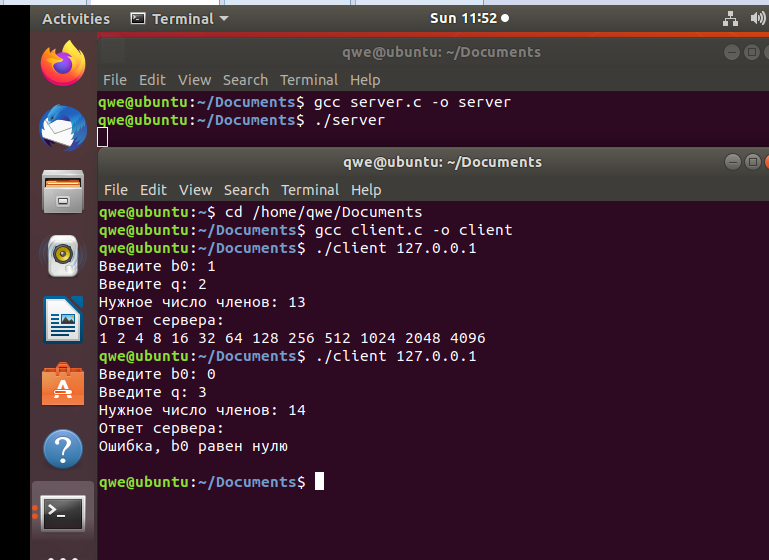 Activities Terminal Sun 11:52
qwe@ubuntu: ~/Documents
File Edit View Search Terminal Help
qwe@ubuntu:~/Documents$ gcc server.c -o server
qwe@ubuntu:~/Documents$ ./server
qwe@ubuntu: ~/Documents
File Edit View Search Terminal Help
qwe@ubuntu:~$ cd /home/qwe/Documents
qwe@ubuntu:~/Documents$ gcc client.c -o client
qwe@ubuntu:~/Documents$ ./client 127.0.0.1
Введите b0: 1
Введите q: 2
Нужное число членов: 13
Ответ сервера:
1 2 4 8 16 32 64 128 256 512 1024 2048 4096
qwe@ubuntu:~/Documents$ ./client 127.0.0.1
Введите b0: 0
Введите q: 3
Нужное число членов: 14
Ответ сервера:
Ошибка, b0 равен нулю
qwe@ubuntu:~/Documents$